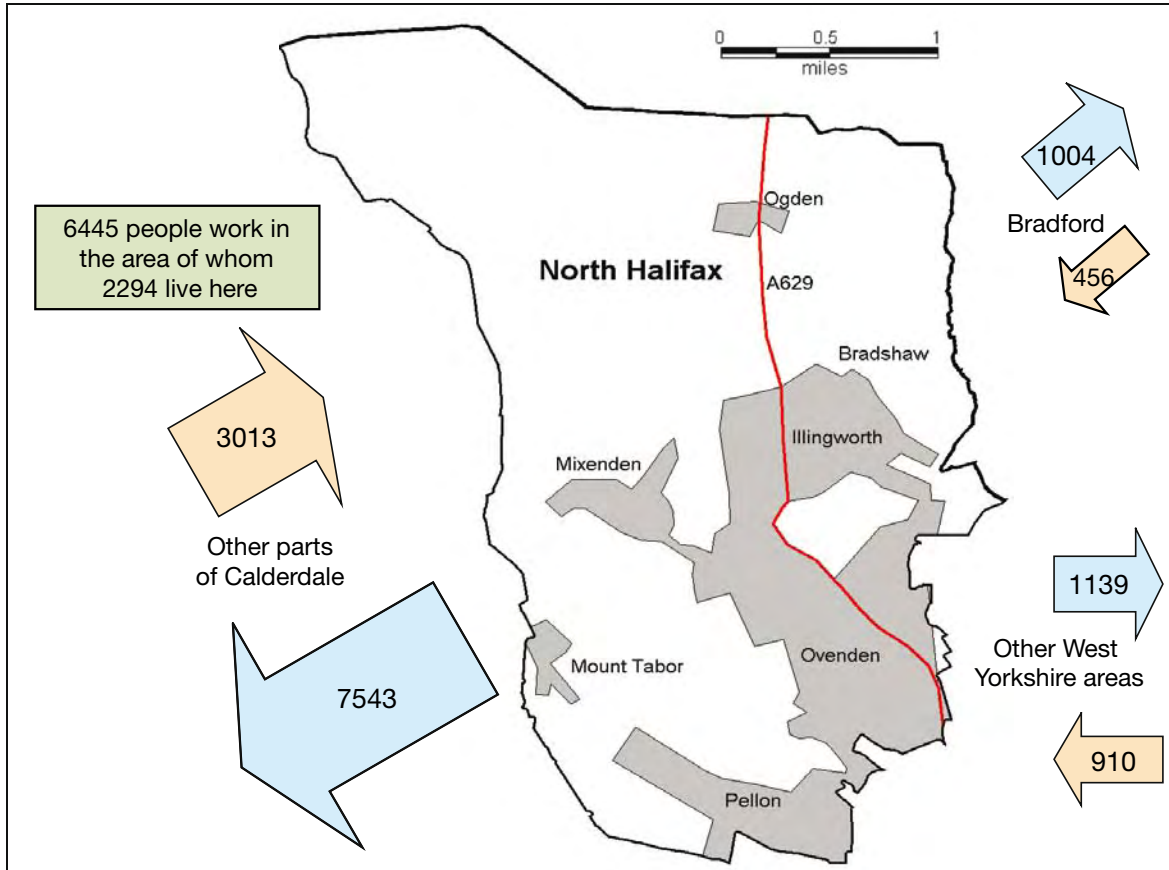 0 0.5 1
miles
1004
Bradford
456
6445 people work in
the area of whom
2294 live here
Ogden
North Halifax
A629
Bradshaw
3013
Illingworth
Mixenden
Other parts
of Calderdale
1139
Other West
Yorkshire areas
Ovenden
Mount Tabor
7543
910
Pellon